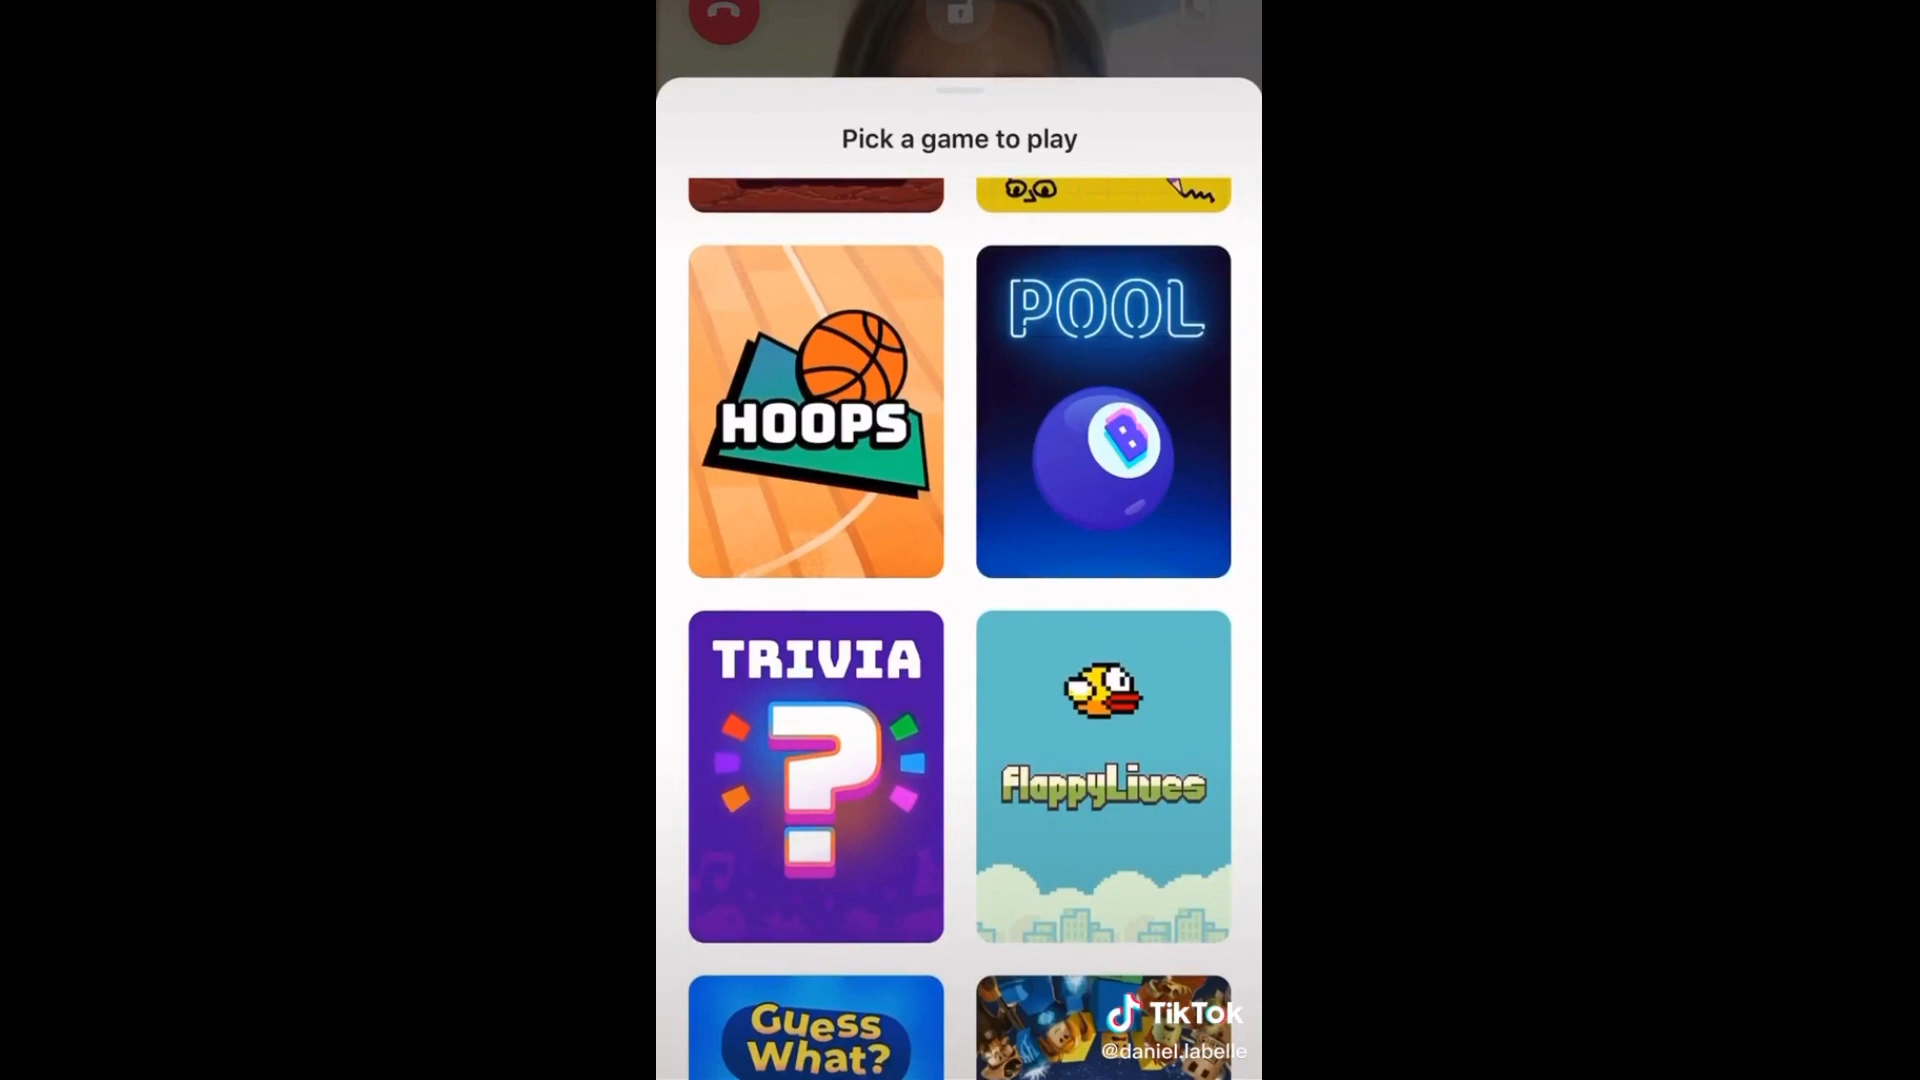 Pick a game to play
HOOPS
POOL
B
TRIVIA
?
flappyLives
GUESS
WHAT?
TikTok
@daniel.labelle